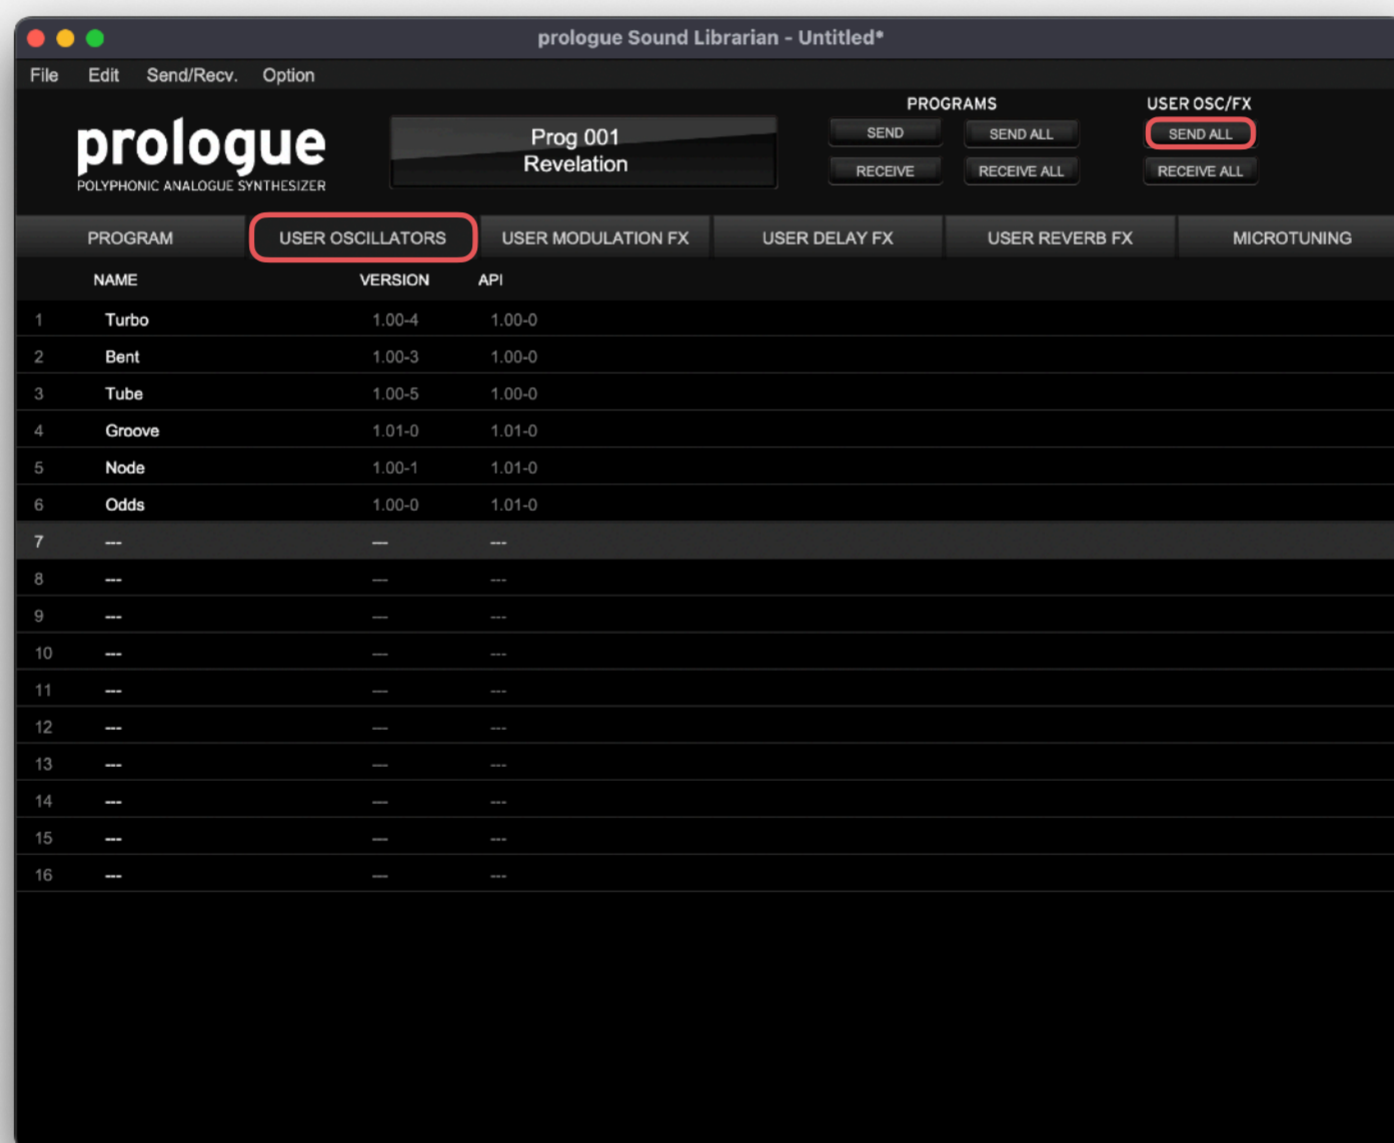 prologue Sound Librarian - Untitled*
File Edit Send/Recv. Option
PROGRAMS USER OSC/FX
prologue
POLYPHONIC ANALOGUE SYNTHESIZER
Prog 001
Revelation
SEND SEND ALL SEND ALL
RECEIVE RECEIVE ALL RECEIVE ALL
PROGRAM USER OSCILLATORS USER MODULATION FX USER DELAY FX USER REVERB FX MICROTUNING
NAME VERSION API
1 Turbo 1.00-4 1.00-0
2 Bent 1.00-3 1.00-0
3 Tube 1.00-5 1.00-0
4 Groove 1.01-0 1.01-0
5 Node 1.00-1 1.01-0
6 Odds 1.00-0 1.01-0
7 --- --- ---
8 --- --- ---
9 --- --- ---
10 --- --- ---
11 --- --- ---
12 --- --- ---
13 --- --- ---
14 --- --- ---
15 --- --- ---
16 --- --- ---